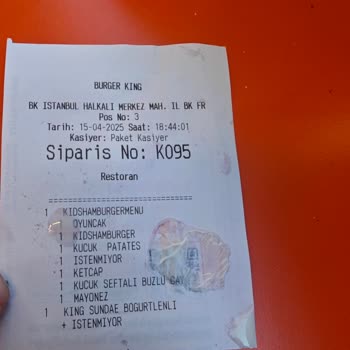 BURGER KING
BK ISTANBUL HALKALI MERKEZ MAH. IL BK FR
Pos No: 3
Tarih: 15-04-2025 Saat: 18:44:01
Kasiyer: Paket Kasiyer
Siparis No: K095
Restoran
========================================
1 KIDSHAMBURGERMENU
OYUNCAK
1 KIDSHAMBURGER
1 KUCUK PATATES
1 ISTENMIYOR
1 KETCAP
1 KUCUK SEFTALI BUZLU CAY
1 MAYONEZ
1 KING SUNDAE BOGURTLENLI
+ ISTENMIYOR